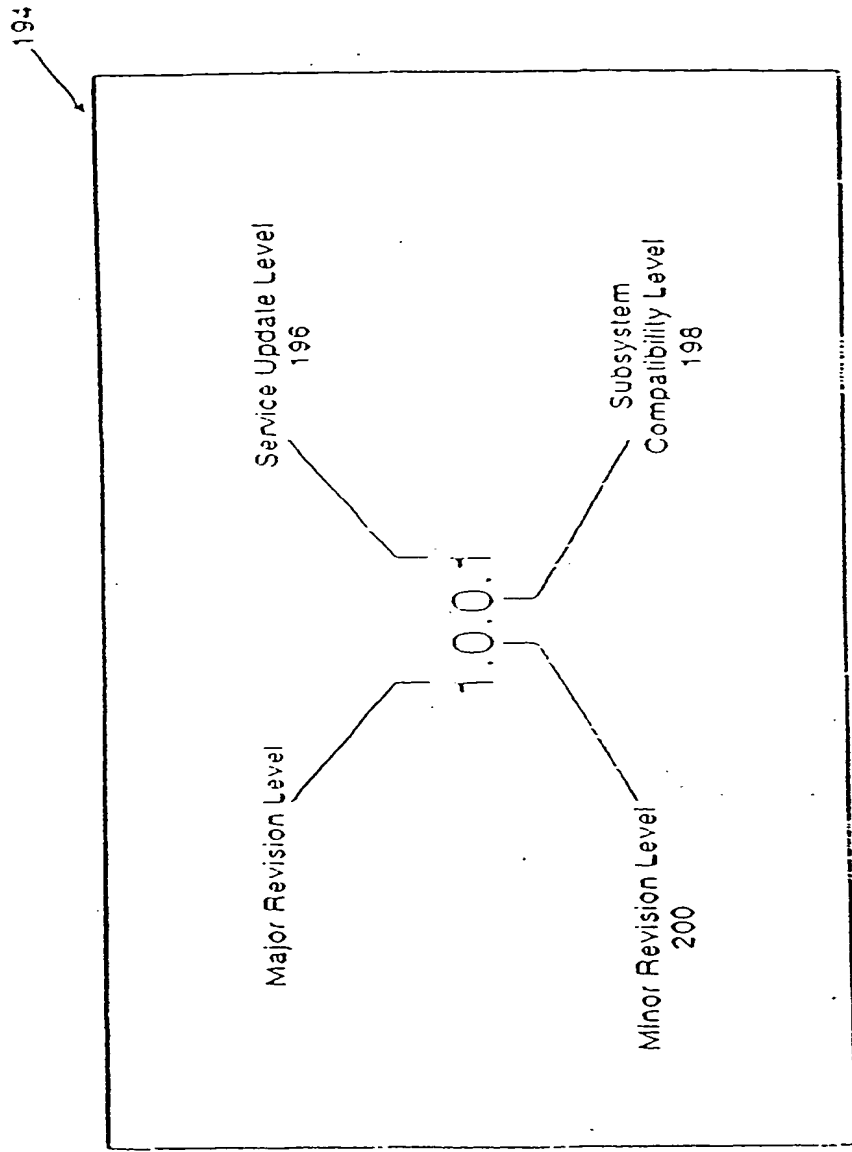 194
Major Revision Level
Service Update Level
196
1.0.0.1
Minor Revision Level
200
Subsystem
Compatibility Level
198